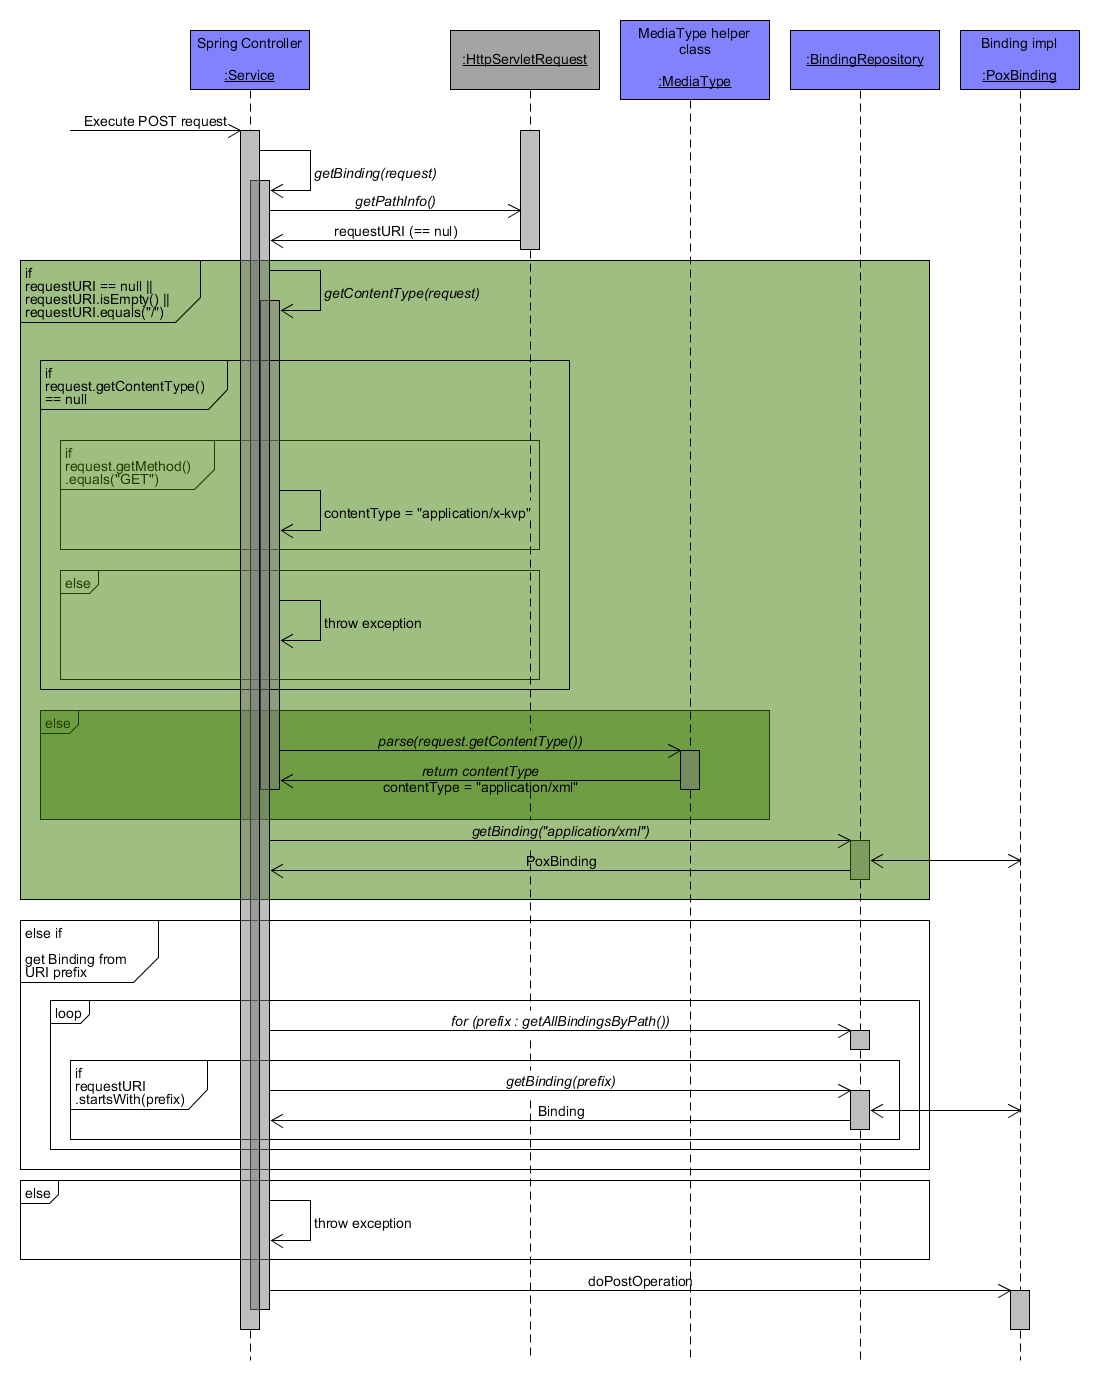 Spring Controller
:Service
:HttpServletRequest
MediaType helper
class
:MediaType
:BindingRepository
Binding impl
:PoxBinding
Execute POST request
getBinding(request)
getPathInfo()
requestURI (== nul)
if
requestURI == null ||
requestURI.isEmpty() ||
requestURI.equals("/")
getContentType(request)
if
request.getContentType()
== null
if
request.getMethod()
.equals("GET")
contentType = "application/x-kvp"
else
throw exception
else
parse(request.getContentType())
return contentType
contentType = "application/xml"
getBinding("application/xml")
PoxBinding
else if
get Binding from
URI prefix
loop
for (prefix : getAllBindingsByPath())
if
requestURI
.startsWith(prefix)
getBinding(prefix)
Binding
else
throw exception
doPostOperation